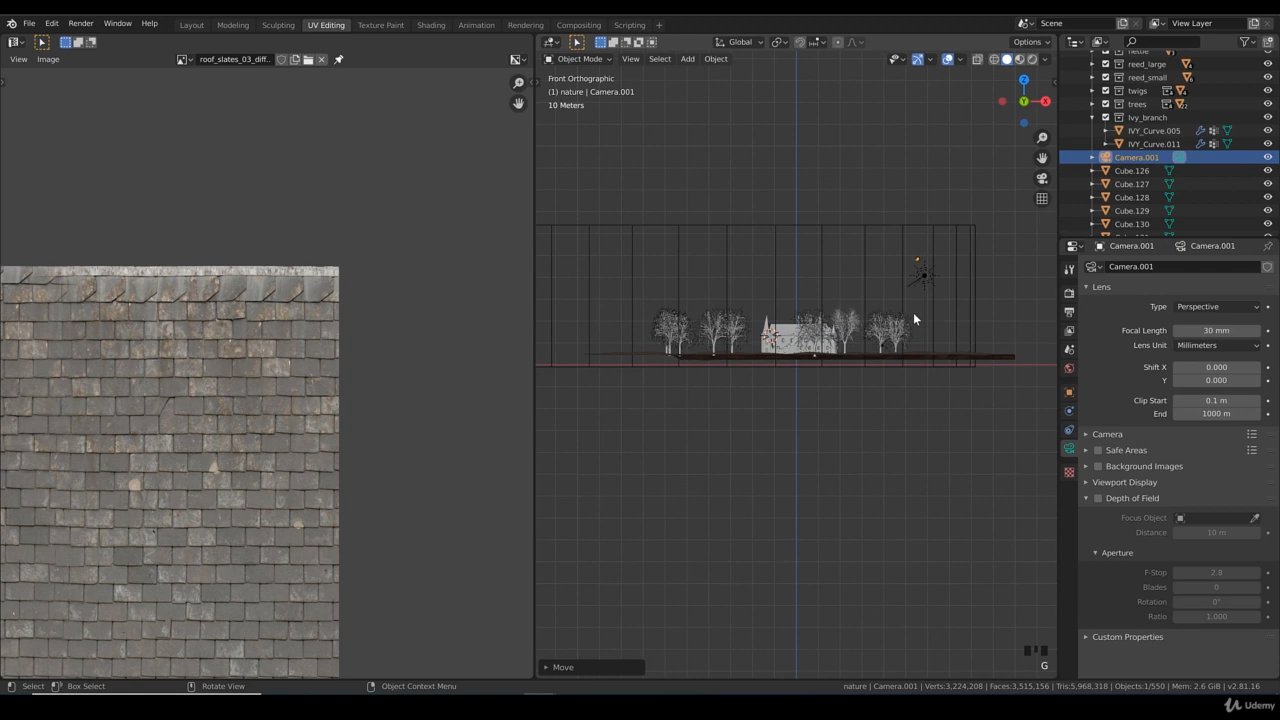 File Edit Render Window Help Layout Modeling Sculpting UV Editing Texture Paint Shading Animation Rendering Compositing Scripting + Scene View Layer
View Image roof_slates_03_diff.. Global Options
Object Mode View Select Add Object
Front Orthographic
(1) nature | Camera.001
10 Meters
Z
Y
X
reed_large
reed_small
twigs
trees
Ivy_branch
IVY_Curve.005
IVY_Curve.011
Camera.001
Cube.126
Cube.127
Cube.128
Cube.129
Cube.130
Camera.001 Camera.001
Camera.001
Lens
Type Perspective
Focal Length 30 mm
Lens Unit Millimeters
Shift X 0.000
Y 0.000
Clip Start 0.1 m
End 1000 m
Camera
Safe Areas
Background Images
Viewport Display
Depth of Field
Focus Object
Distance 10 m
Aperture
F-Stop 2.8
Blades 0
Rotation 0°
Ratio 1.000
Custom Properties
Move
G
Select Box Select Rotate View Object Context Menu nature | Camera.001 | Verts:3,224,208 | Faces:3,515,156 | Tris:5,968,318 | Objects:1/550 | Mem: 2.6 GiB | v2.81.16
Udemy